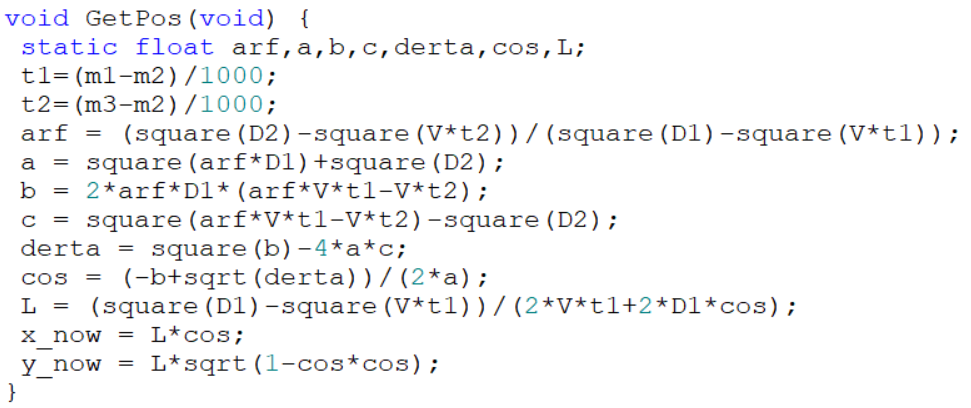 void GetPos(void) {
static float arf,a,b,c,derta,cos,L;
t1=(m1-m2)/1000;
t2=(m3-m2)/1000;
arf = (square(D2)-square(V*t2))/(square(D1)-square(V*t1));
a = square(arf*D1)+square(D2);
b = 2*arf*D1*(arf*V*t1-V*t2);
c = square(arf*V*t1-V*t2)-square(D2);
derta = square(b)-4*a*c;
cos = (-b+sqrt(derta))/(2*a);
L = (square(D1)-square(V*t1))/(2*V*t1+2*D1*cos);
x_now = L*cos;
y_now = L*sqrt(1-cos*cos);
}